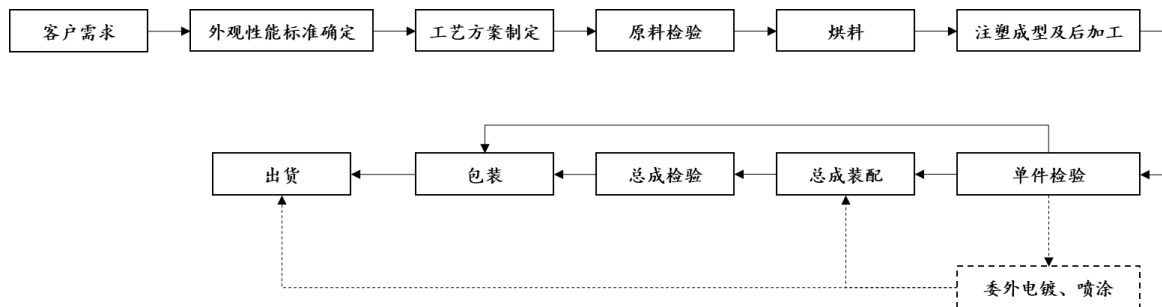 客户需求
外观性能标准确定
工艺方案制定
原料检验
烘料
注塑成型及后加工
出货
包装
总成检验
总成装配
单件检验
委外电镀、喷涂